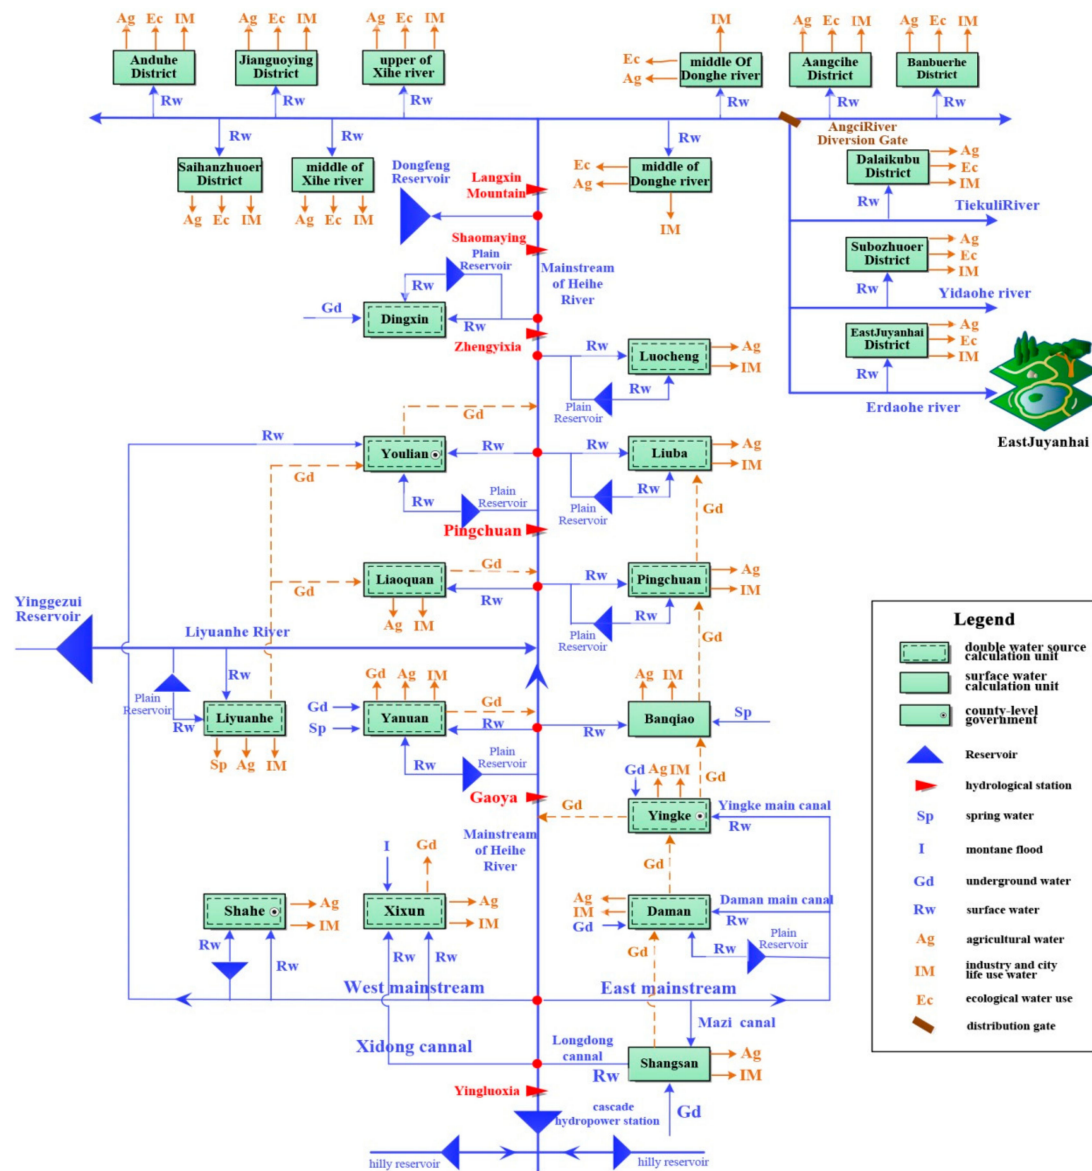 Ag Ec IM
Ag Ec IM
Ag Ec IM
IM
Ag Ec IM
Ag Ec IM
Anduhe
District
Jianguoying
District
upper of
Xihe river
Ec
Ag
middle Of
Donghe river
Aangcihe
District
Banbuerhe
District
Rw
Rw
Rw
Rw
Rw
Rw
AngciRiver
Diversion Gate
Rw
Rw
Rw
Saihanzhuoer
District
middle of
Xihe river
Dongfeng
Reservoir
Langxin
Mountain
Ec
Ag
middle of
Donghe river
IM
Ag Ec IM
Ag Ec IM
Dalaikubu
District
Ag
Ec
IM
Rw
TiekuliRiver
Shaomaying
Plain
Reservoir
Mainstream
of Heihe
River
Subozhuoer
District
Ag
Ec
IM
Rw
Yidaohe river
Gd
Rw
Dingxin
Rw
Zhengyixia
Rw
Luocheng
Ag
IM
Rw
Plain
Reservoir
EastJuyanhai
District
Ag
Ec
IM
Rw
Erdaohe river
EastJuyanhai
Gd
Rw
Youlian
Rw
Rw
Liuba
Ag
IM
Gd
Rw
Plain
Reservoir
Rw
Plain
Reservoir
Gd
Pingchuan
Liaoquan
Gd
Rw
Rw
Pingchuan
Ag
IM
Gd
Ag IM
Rw
Plain
Reservoir
Gd
Yinggezui
Reservoir
Liyuanhe River
Plain
Reservoir
Rw
Rw
Liyuanhe
Sp Ag IM
Gd Ag IM
Gd
Sp
Yanuan
Gd
Rw
Rw
Plain
Reservoir
Ag IM
Banqiao
Rw
Sp
Gd
Gaoya
Gd
Gd
Ag IM
Yingke
Yingke main canal
Rw
Mainstream
of Heihe
River
Gd
I
Gd
Shahe
Ag
IM
Xixun
Ag
IM
Ag
IM
Gd
Daman
Daman main canal
Rw
Rw
Plain
Reservoir
Gd
Rw
Rw
Rw
Rw
West mainstream
East mainstream
Mazi canal
Xidong cannal
Longdong
cannal
Rw
Shangsan
Ag
IM
Gd
Yingluoxia
cascade
hydropower station
hilly reservoir
hilly reservoir
Legend
double water source
calculation unit
surface water
calculation unit
county-level
government
Reservoir
hydrological station
Sp spring water
I montane flood
Gd underground water
Rw surface water
Ag agricultural water
IM industry and city
life use water
Ec ecological water use
distribution gate